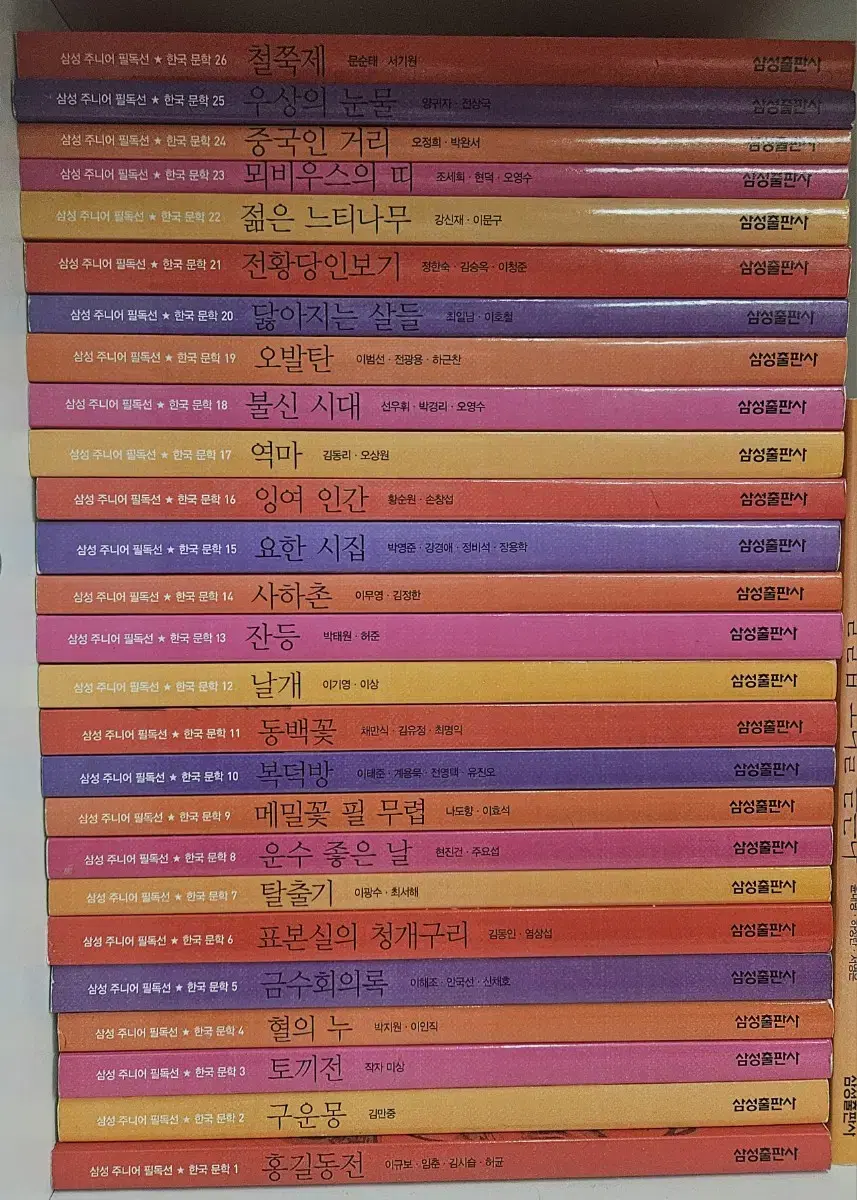 삼성 주니어 필독선 ★ 한국 문학 26 철쭉제 문순태 · 서기원 삼성출판사
삼성 주니어 필독선 ★ 한국 문학 25 우상의 눈물 양귀자 · 전상국 삼성출판사
삼성 주니어 필독선 ★ 한국 문학 24 중국인 거리 오정희 · 박완서 삼성출판사
삼성 주니어 필독선 ★ 한국 문학 23 뫼비우스의 띠 조세희 · 현덕 · 오영수 삼성출판사
삼성 주니어 필독선 ★ 한국 문학 22 젊은 느티나무 강신재 · 이문구 삼성출판사
삼성 주니어 필독선 ★ 한국 문학 21 전황당인보기 정한숙 · 김승옥 · 이청준 삼성출판사
삼성 주니어 필독선 ★ 한국 문학 20 닳아지는 살들 최일남 · 이호철 삼성출판사
삼성 주니어 필독선 ★ 한국 문학 19 오발탄 이범선 · 전광용 · 하근찬 삼성출판사
삼성 주니어 필독선 ★ 한국 문학 18 불신 시대 선우휘 · 박경리 · 오영수 삼성출판사
삼성 주니어 필독선 ★ 한국 문학 17 역마 김동리 · 오상원 삼성출판사
삼성 주니어 필독선 ★ 한국 문학 16 잉여 인간 황순원 · 손창섭 삼성출판사
삼성 주니어 필독선 ★ 한국 문학 15 요한 시집 박영준 · 강경애 · 정비석 · 장용학 삼성출판사
삼성 주니어 필독선 ★ 한국 문학 14 사하촌 이무영 · 김정한 삼성출판사
삼성 주니어 필독선 ★ 한국 문학 13 잔등 박태원 · 허준 삼성출판사
삼성 주니어 필독선 ★ 한국 문학 12 날개 이기영 · 이상 삼성출판사
삼성 주니어 필독선 ★ 한국 문학 11 동백꽃 채만식 · 김유정 · 최명익 삼성출판사
삼성 주니어 필독선 ★ 한국 문학 10 복덕방 이태준 · 계용묵 · 전영택 · 유진오 삼성출판사
삼성 주니어 필독선 ★ 한국 문학 9 메밀꽃 필 무렵 나도향 · 이효석 삼성출판사
삼성 주니어 필독선 ★ 한국 문학 8 운수 좋은 날 현진건 · 주요섭 삼성출판사
삼성 주니어 필독선 ★ 한국 문학 7 탈출기 이광수 · 최서해 삼성출판사
삼성 주니어 필독선 ★ 한국 문학 6 표본실의 청개구리 김동인 · 염상섭 삼성출판사
삼성 주니어 필독선 ★ 한국 문학 5 금수회의록 이해조 · 안국선 · 신채호 삼성출판사
삼성 주니어 필독선 ★ 한국 문학 4 혈의 누 박지원 · 이인직 삼성출판사
삼성 주니어 필독선 ★ 한국 문학 3 토끼전 작자 미상 삼성출판사
삼성 주니어 필독선 ★ 한국 문학 2 구운몽 김만중 삼성출판사
삼성 주니어 필독선 ★ 한국 문학 1 홍길동전 이규보 · 임춘 · 김시습 · 허균 삼성출판사
삼성출판사